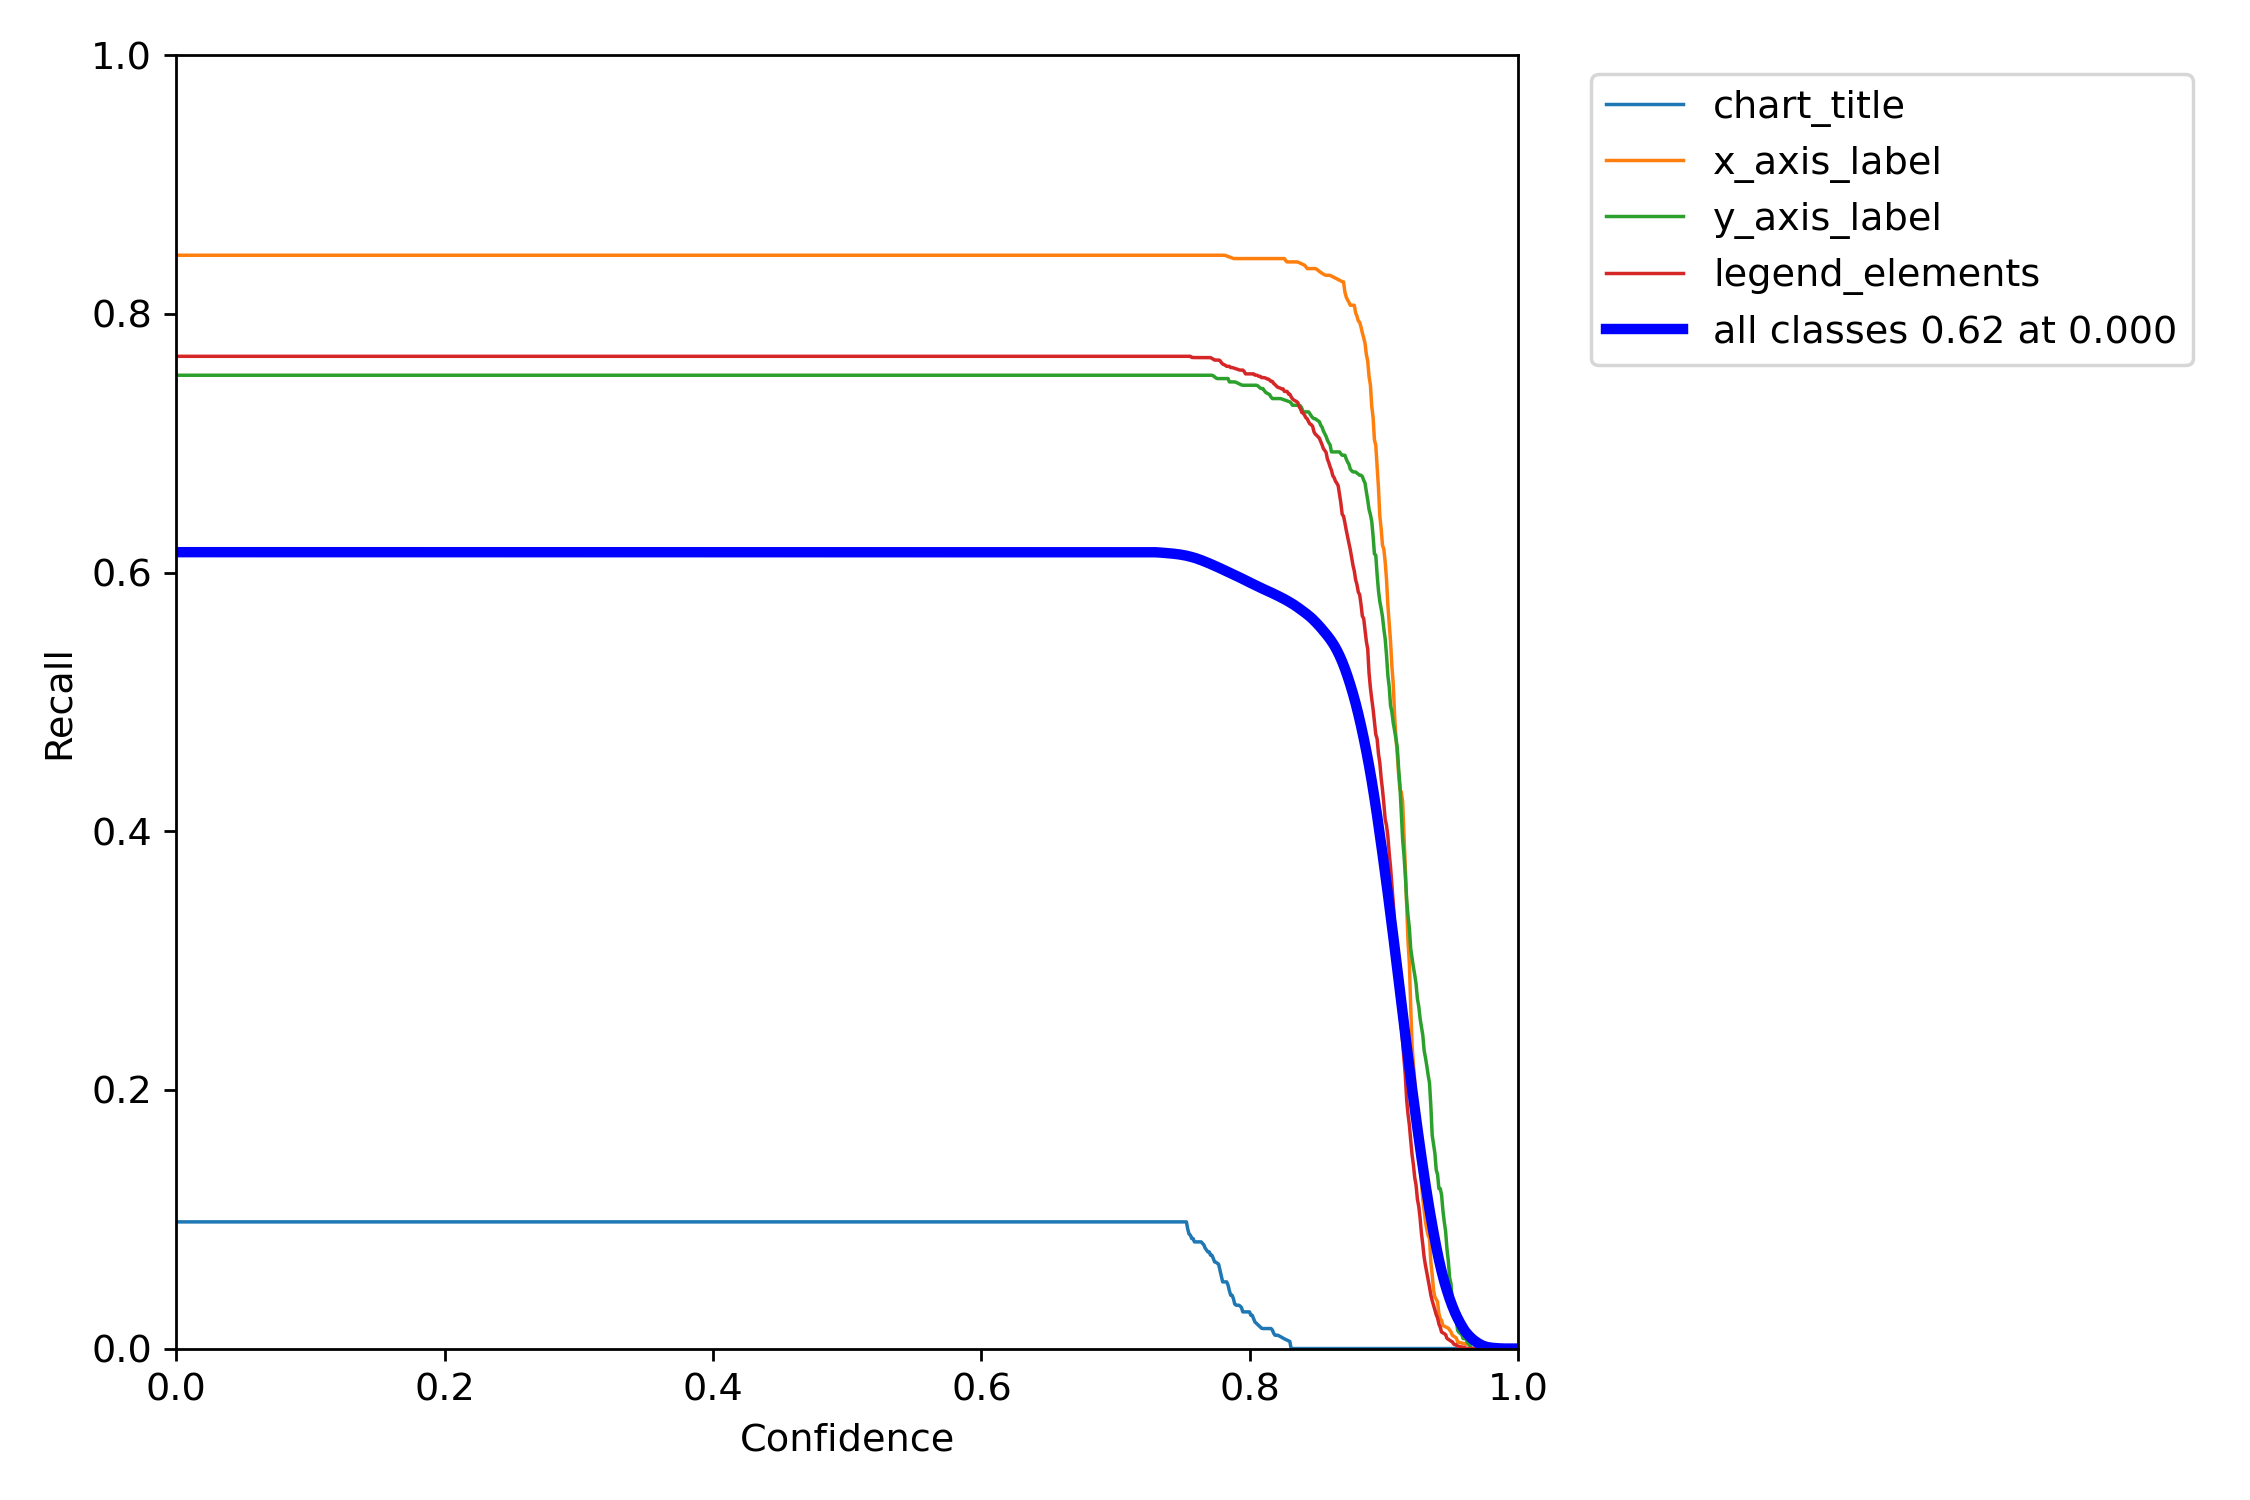 1.0
0.8
0.6
0.4
0.2
0.0
Recall
0.0 0.2 0.4 0.6 0.8 1.0
Confidence
chart_title
x_axis_label
y_axis_label
legend_elements
all classes 0.62 at 0.000